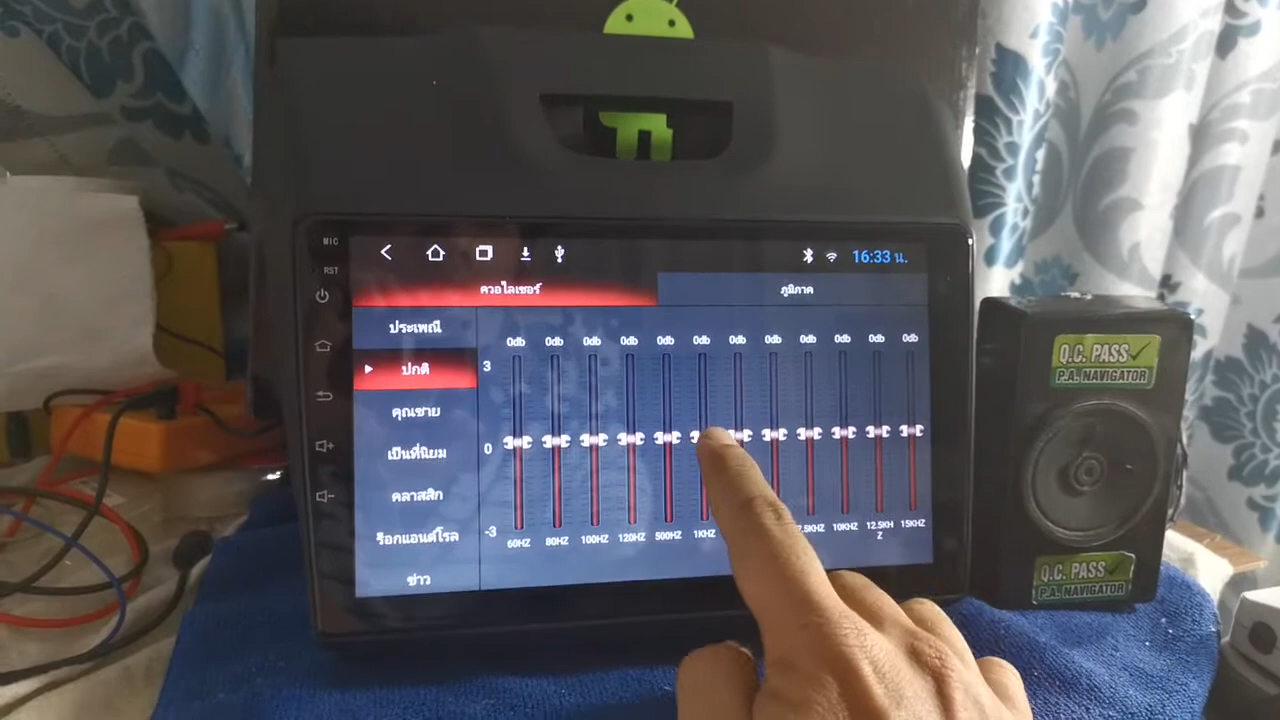 MIC
RST
16:33 น.
ควอไลเซอร์
ภูมิภาค
ประเพณี
ปกติ
คุณชาย
เป็นที่นิยม
คลาสสิก
ร็อกแอนด์โรล
ข่าว
0db 0db 0db 0db 0db 0db 0db 0db 0db 0db 0db 0db
3
0
-3
60HZ 80HZ 100HZ 120HZ 500HZ 1KHZ 7.5KHZ 10KHZ 12.5KH
Z
15KHZ
Q.C. PASS✓
P.A. NAVIGATOR
Q.C. PASS✓
P.A. NAVIGATOR